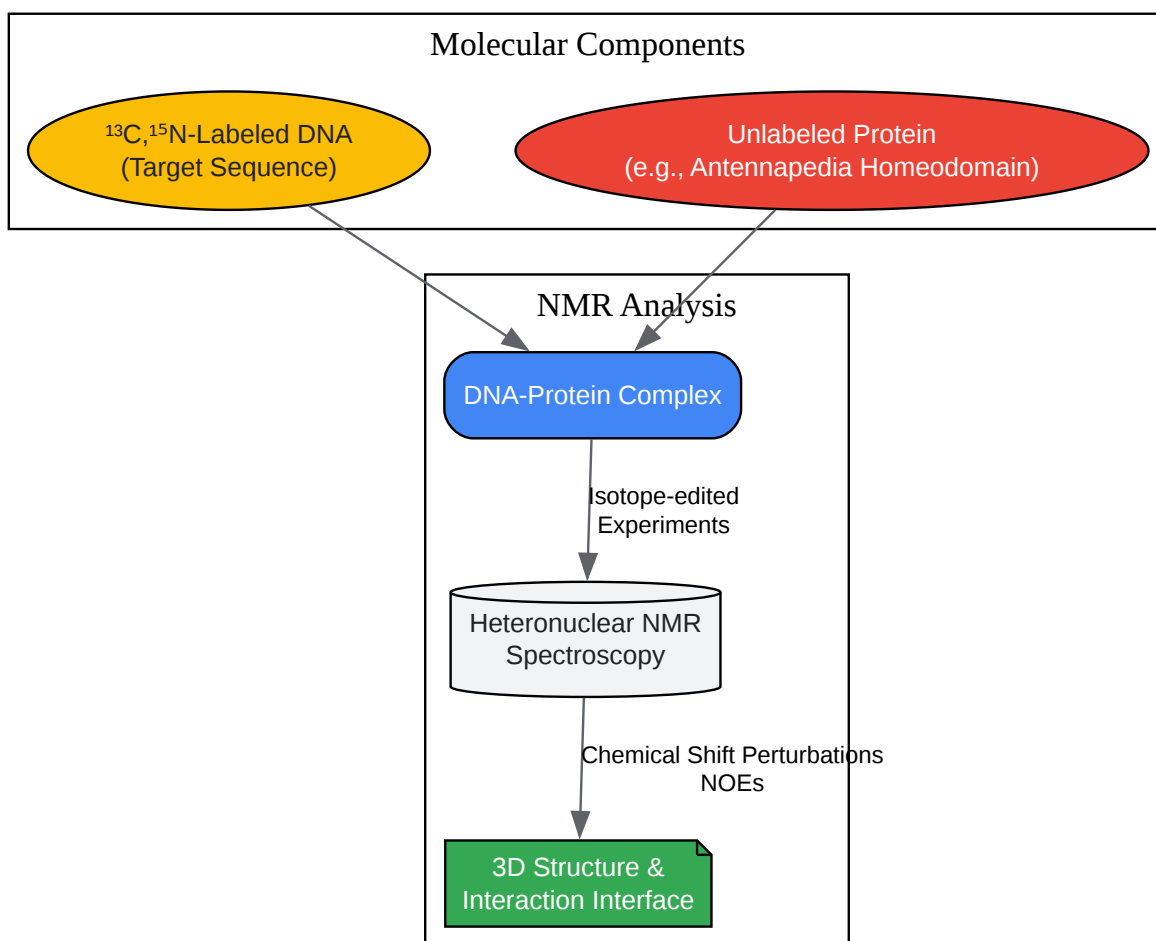 Molecular Components
¹³C,¹⁵N-Labeled DNA
(Target Sequence)
Unlabeled Protein
(e.g., Antennapedia Homeodomain)
NMR Analysis
DNA-Protein Complex
Isotope-edited
Experiments
Heteronuclear NMR
Spectroscopy
Chemical Shift Perturbations
NOEs
3D Structure &
Interaction Interface